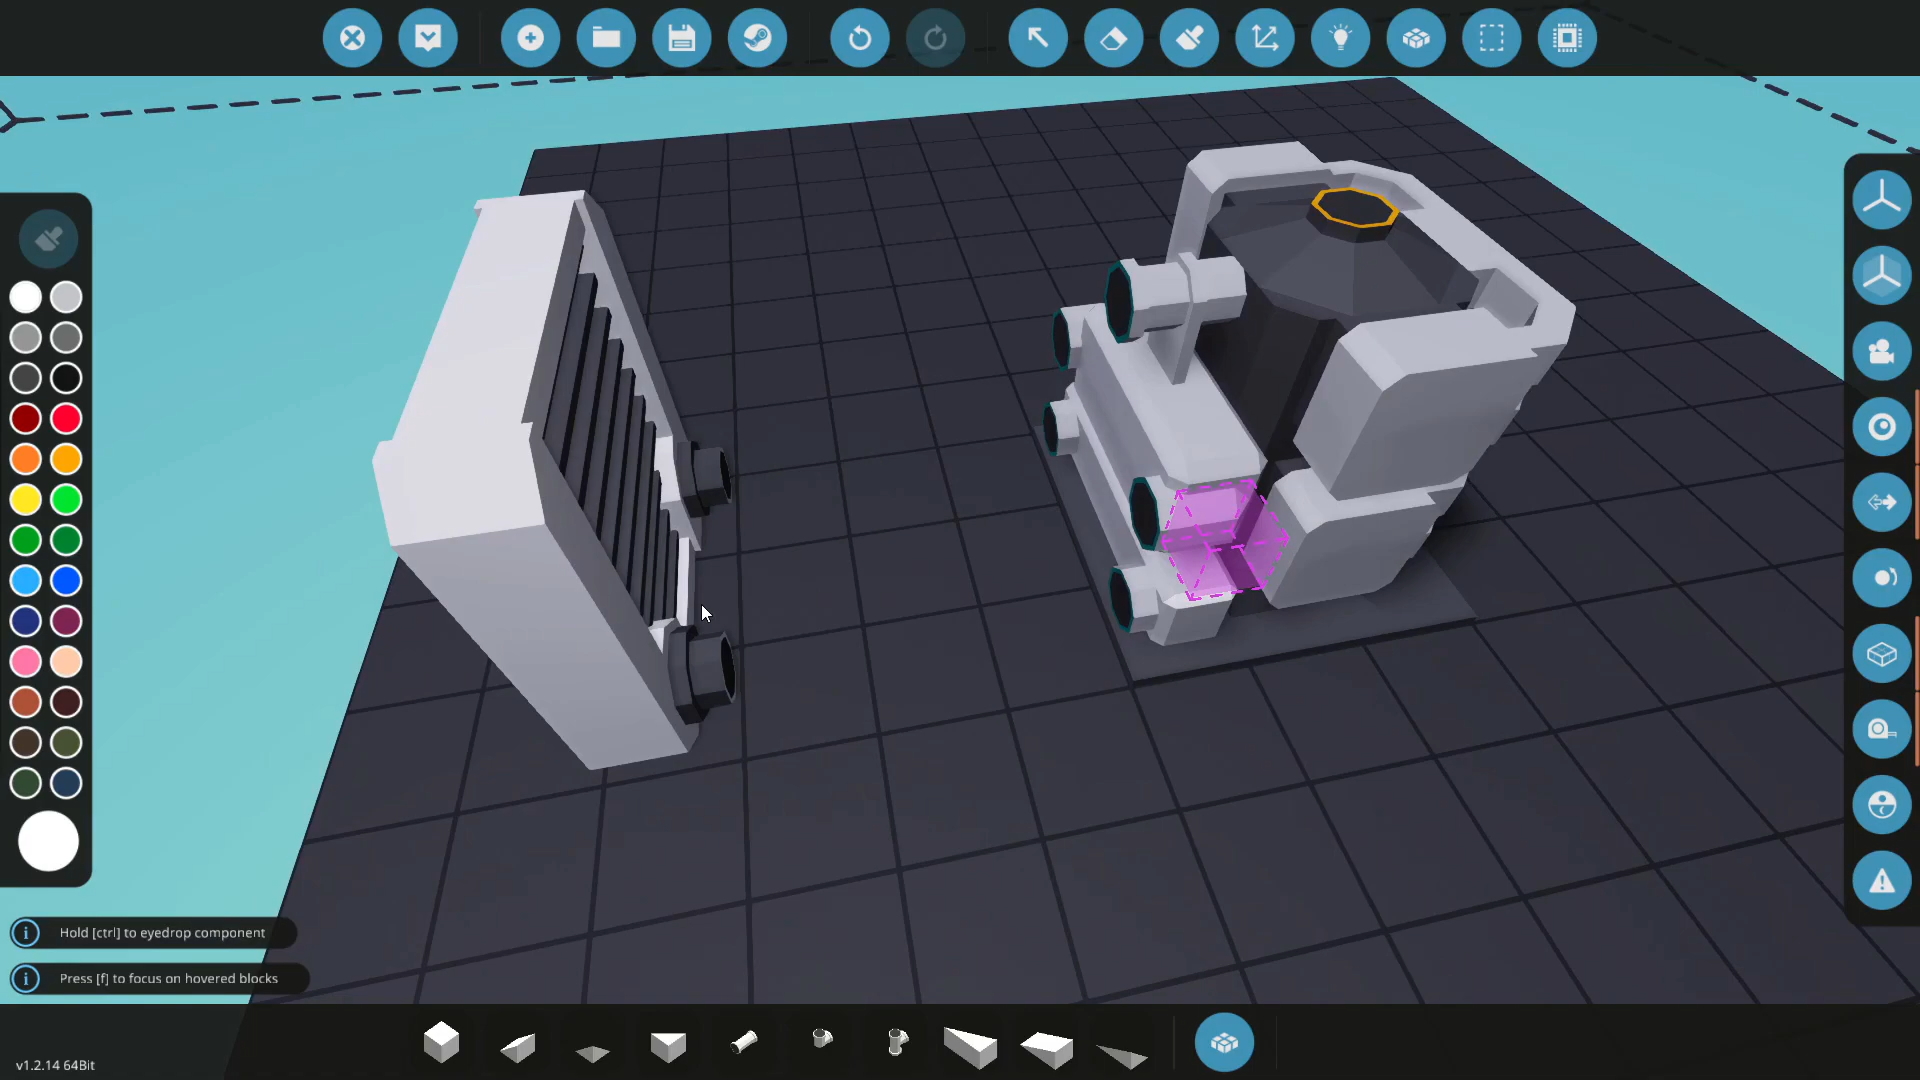 Hold [ctrl] to eyedrop component
Press [f] to focus on hovered blocks
v1.2.14 64Bit